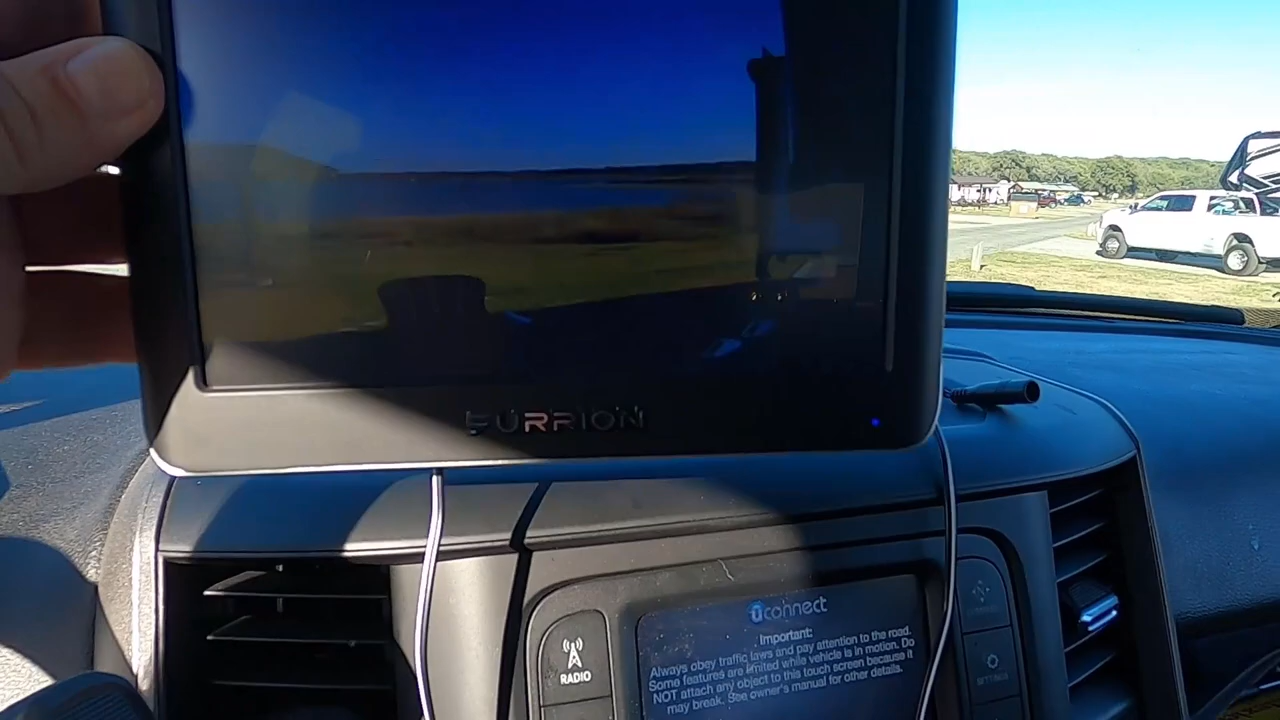 FURRION
uconnect
Important:
Always obey traffic laws and pay attention to the road.
Some features are limited while vehicle is in motion. Do
NOT attach any object to this touch screen because it
may break. See owner's manual for other details.
RADIO
SETTINGS